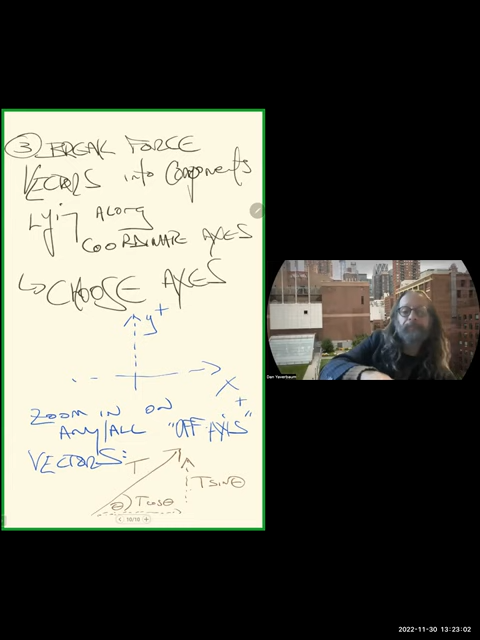 ③ BREAK FORCE
VECTORS into Components
Lying Along
COORDINATE AXES
↳ CHOOSE AXES
y+
X
+
ZOOM IN ON
ANY/ALL "OFF-AXIS"
VECTORS:
T
TSINθ
θ TCOSθ
10/10
Dan Yaverbaum
2022-11-30 13:23:02